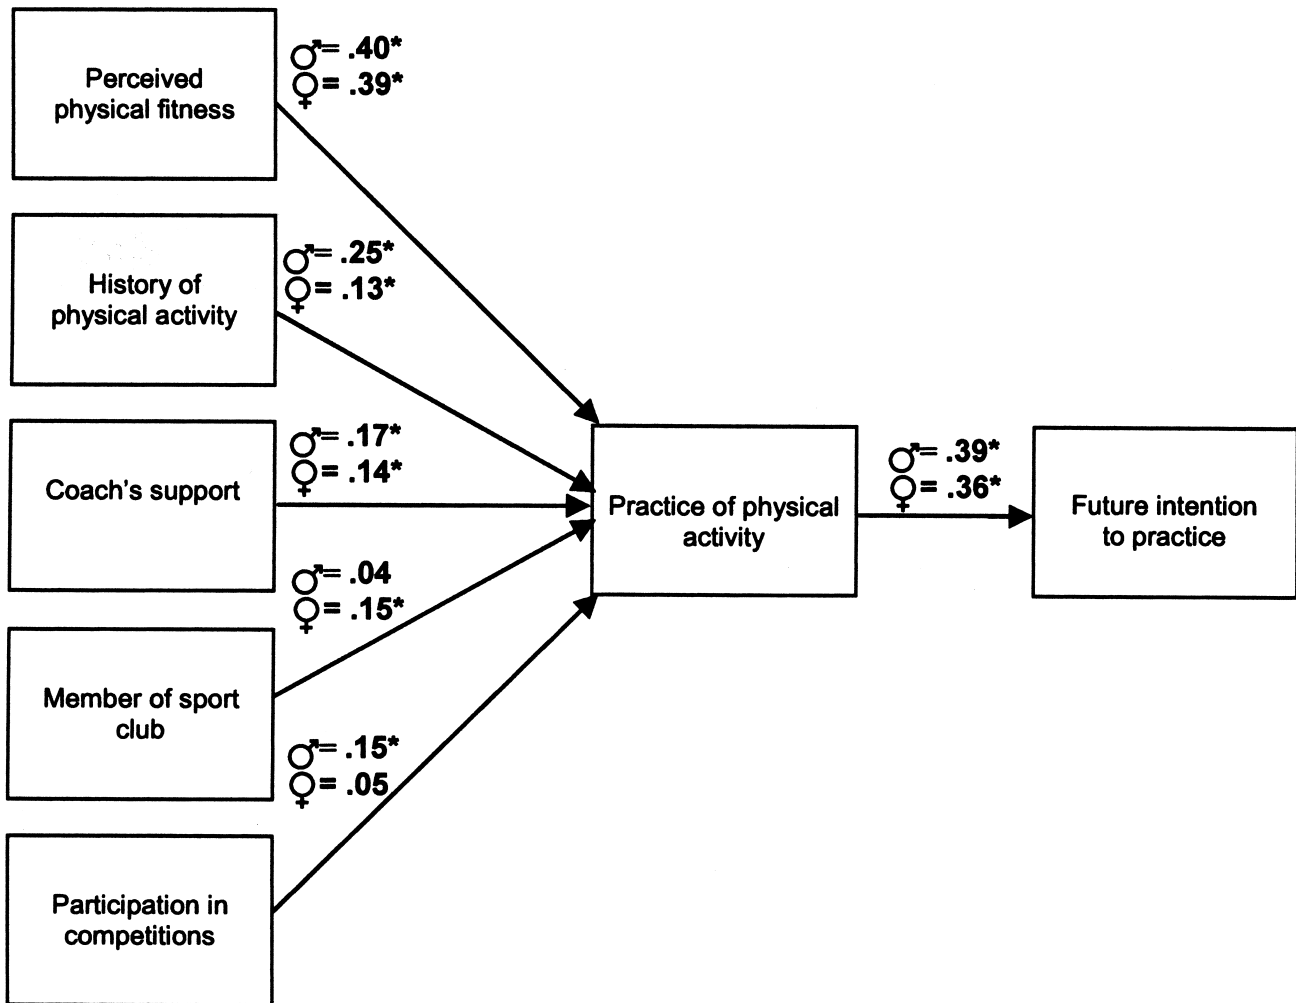 Perceived
physical fitness
♂= .40*
♀= .39*
History of
physical activity
♂= .25*
♀= .13*
Coach's support
♂= .17*
♀= .14*
Member of sport
club
♂= .04
♀= .15*
Participation in
competitions
♂= .15*
♀= .05
Practice of physical
activity
♂= .39*
♀= .36*
Future intention
to practice